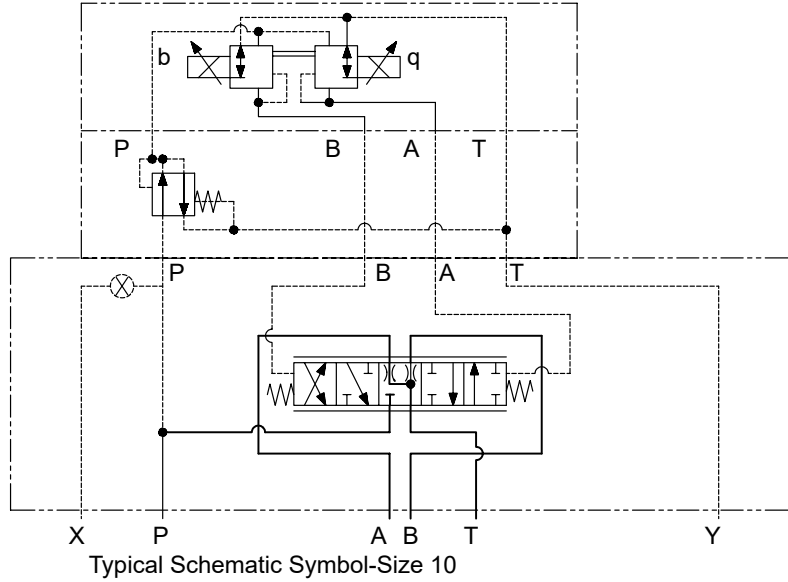 b q
P B A T
P B A T
X P A B T Y
Typical Schematic Symbol-Size 10